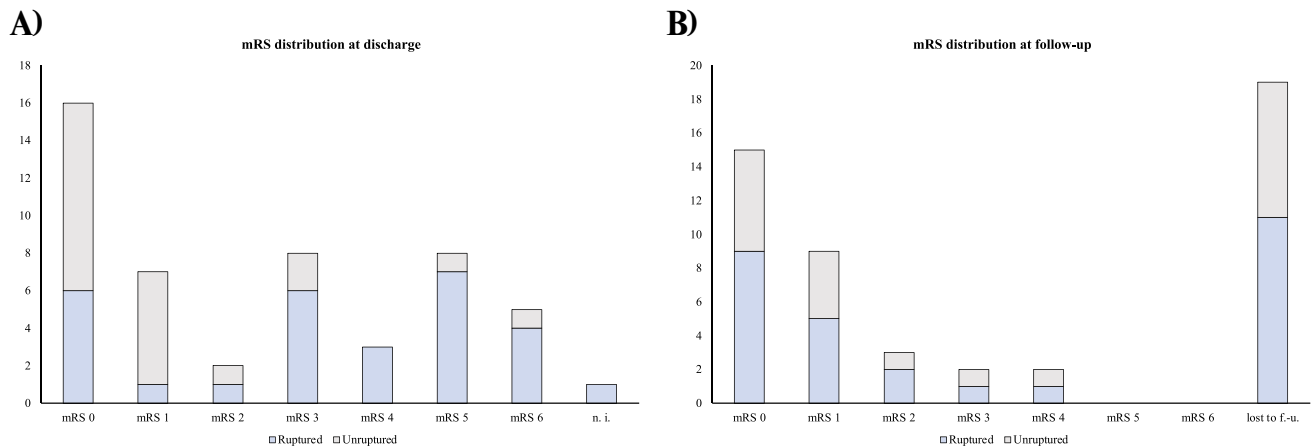 A)
mRS distribution at discharge
18
16
14
12
10
8
6
4
2
0
mRS 0 mRS 1 mRS 2 mRS 3 mRS 4 mRS 5 mRS 6 n. i.
Ruptured Unruptured
B)
mRS distribution at follow-up
20
18
16
14
12
10
8
6
4
2
0
mRS 0 mRS 1 mRS 2 mRS 3 mRS 4 mRS 5 mRS 6 lost to f.-u.
Ruptured Unruptured